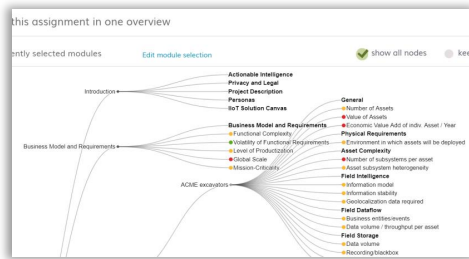 this assignment in one overview
ently selected modules
Edit module selection
show all nodes
kee
Introduction
Actionable Intelligence
Privacy and Legal
Project Description
Personas
IIoT Solution Canvas
Business Model and Requirements
Business Model and Requirements
Functional Complexity
Volatility of Functional Requirements
Level of Productization
Global Scale
Mission-Criticality
ACME excavators
General
Number of Assets
Value of Assets
Economic Value Add of indiv. Asset / Year
Physical Requirements
Environment in which assets will be deployed
Asset Complexity
Number of subsystems per asset
Asset subsystem heterogeneity
Field Intelligence
Information model
Information stability
Geolocalization data required
Field Dataflow
Business entities/events
Data volume / throughput per asset
Field Storage
Data volume
Recording/blackbox